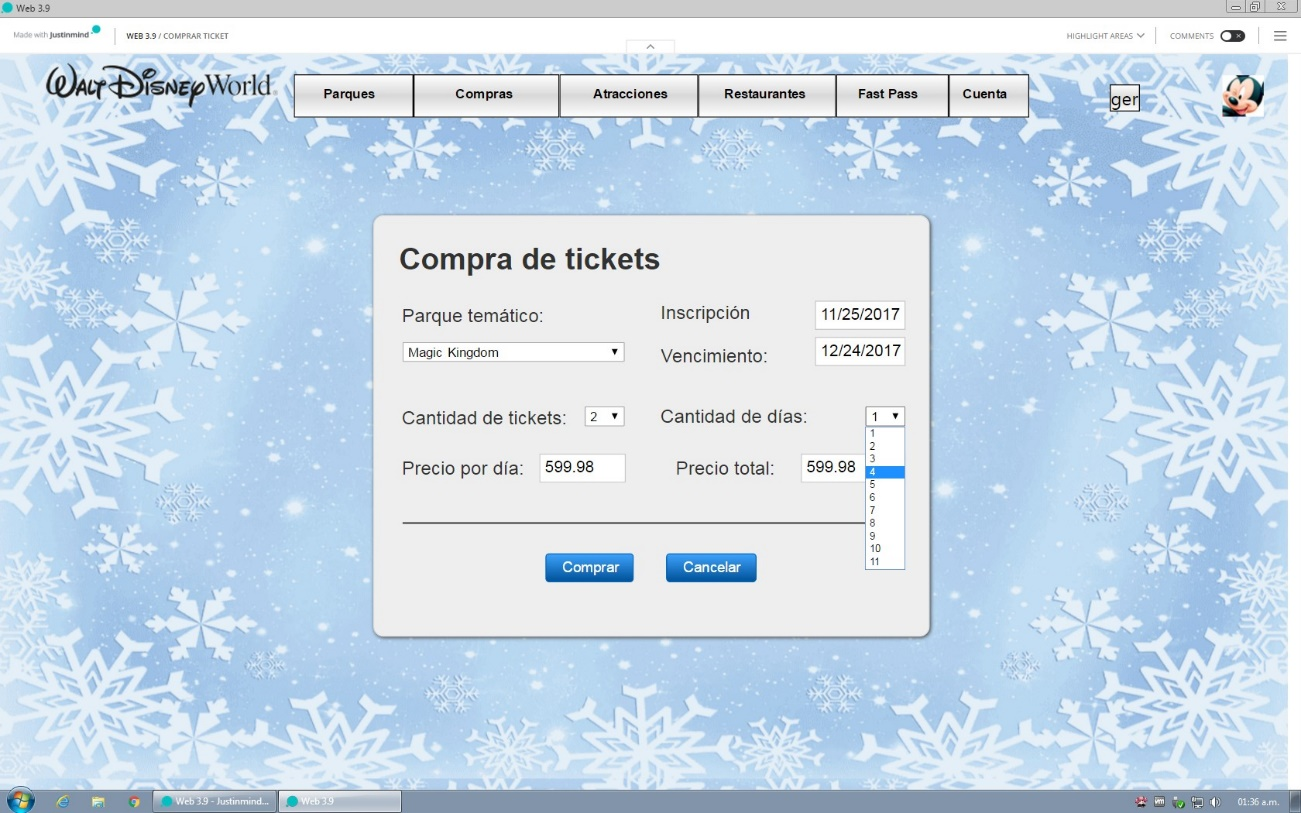 Web 3.9
Made with Justinmind
WEB 3.9 / COMPRAR TICKET
HIGHLIGHT AREAS
COMMENTS
WALT DISNEY World
Parques
Compras
Atracciones
Restaurantes
Fast Pass
Cuenta
ger
Compra de tickets
Parque temático:
Magic Kingdom
Inscripción
11/25/2017
Vencimiento:
12/24/2017
Cantidad de tickets:
2
Cantidad de días:
1
1
2
3
4
5
6
7
8
9
10
11
Precio por día:
599.98
Precio total:
599.98
Comprar
Cancelar
Web 3.9 - Justinmind...
Web 3.9
01:36 a.m.